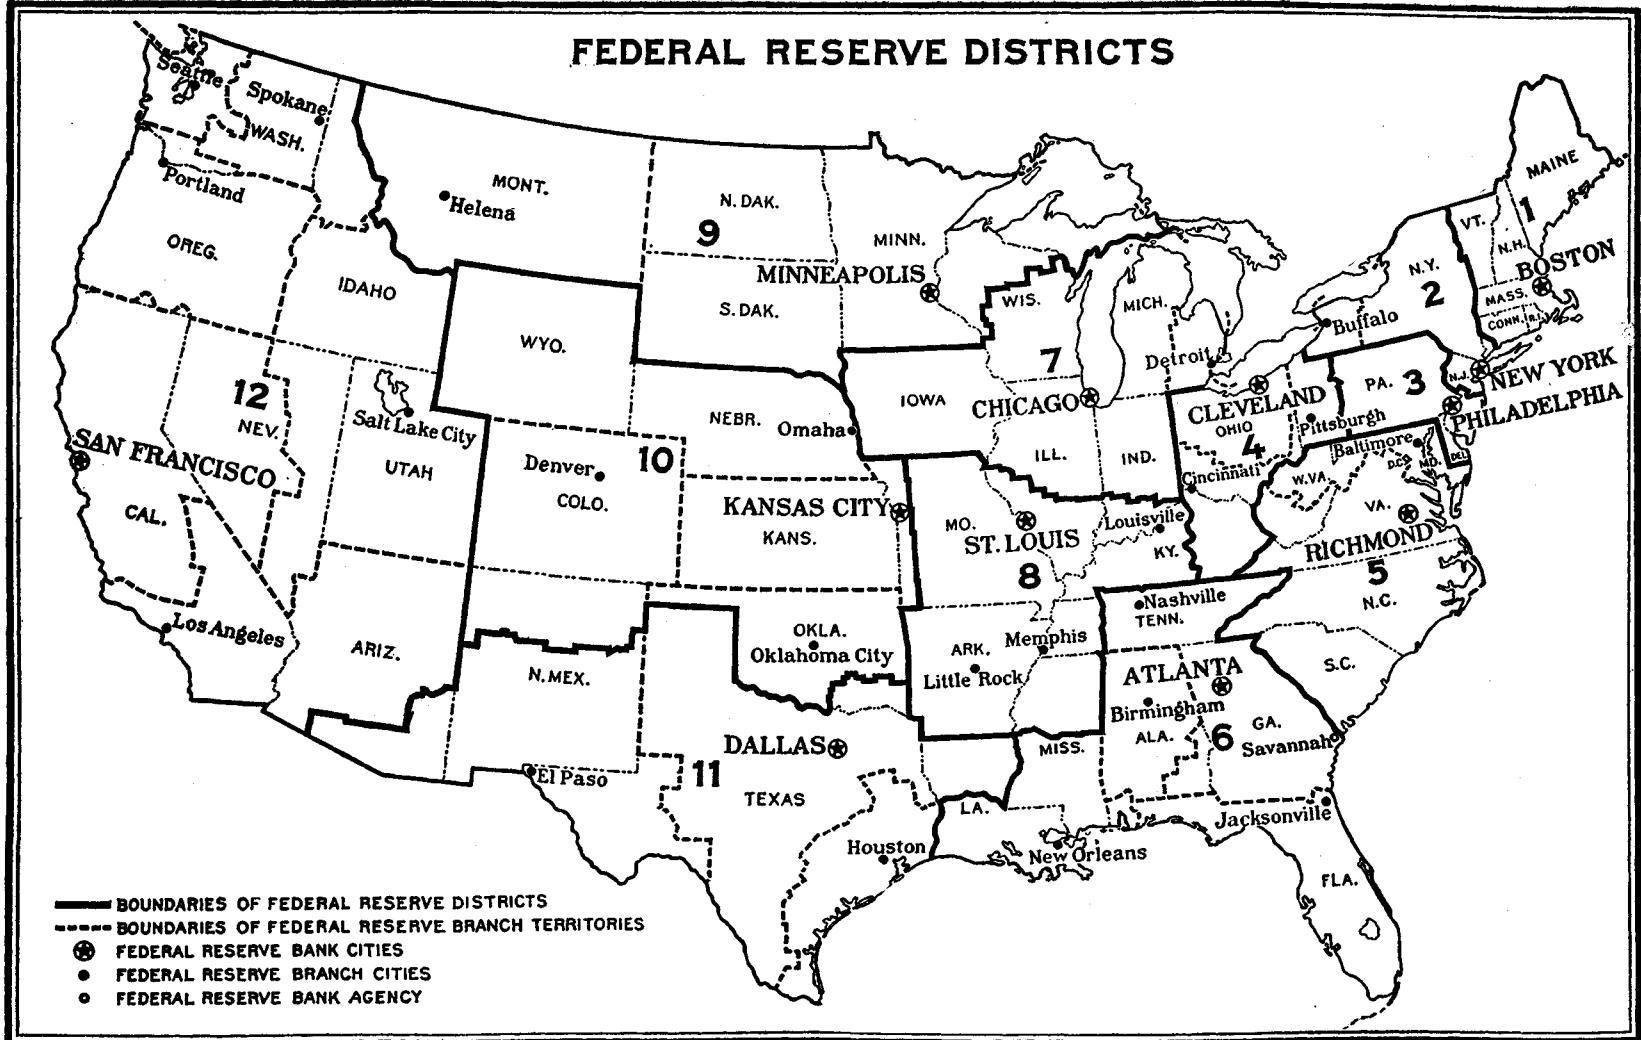 FEDERAL RESERVE DISTRICTS
Seattle
Spokane
WASH.
Portland
OREG.
IDAHO
MONT.
Helena
N. DAK.
9
MINN.
MINNEAPOLIS
S. DAK.
WYO.
WIS.
MICH.
7
Detroit
IOWA
CHICAGO
ILL.
IND.
MAINE
VT.
1
N.H.
BOSTON
MASS.
CONN.
R.I.
N.Y.
2
Buffalo
N.J.
NEW YORK
PA.
3
PHILADELPHIA
CLEVELAND
OHIO
4
Pittsburgh
Cincinnati
Baltimore
D.C.
MD.
DEL.
W.VA.
VA.
RICHMOND
5
N.C.
S.C.
12
NEV.
SAN FRANCISCO
CAL.
Los Angeles
Salt Lake City
UTAH
ARIZ.
Denver
10
COLO.
NEBR.
Omaha
KANSAS CITY
KANS.
MO.
ST. LOUIS
8
Louisville
KY.
Nashville
TENN.
Memphis
ARK.
Little Rock
OKLA.
Oklahoma City
N.MEX.
El Paso
DALLAS
11
TEXAS
Houston
LA.
New Orleans
MISS.
ATLANTA
Birmingham
ALA.
6
GA.
Savannah
Jacksonville
FLA.
BOUNDARIES OF FEDERAL RESERVE DISTRICTS
BOUNDARIES OF FEDERAL RESERVE BRANCH TERRITORIES
FEDERAL RESERVE BANK CITIES
FEDERAL RESERVE BRANCH CITIES
FEDERAL RESERVE BANK AGENCY